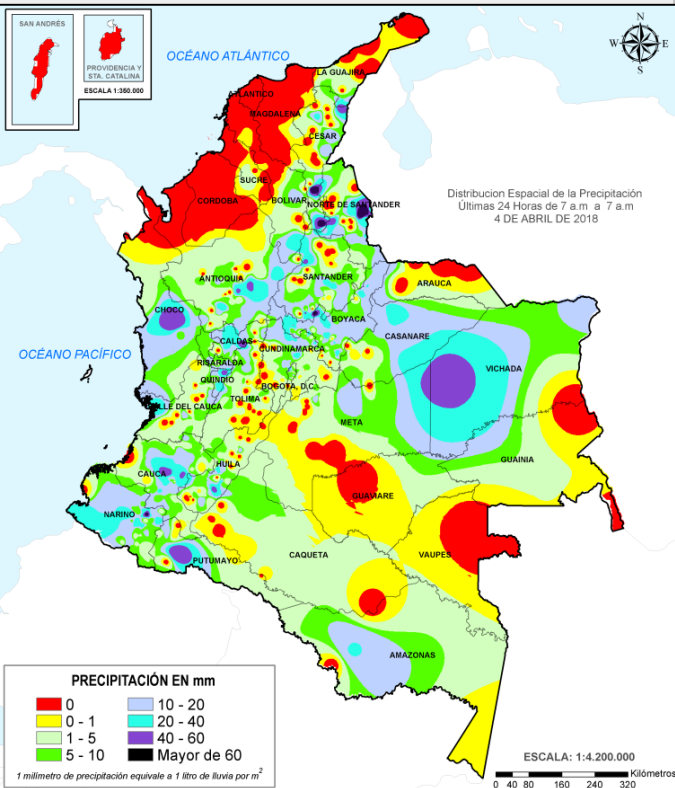 SAN ANDRÉS
PROVIDENCIA Y
STA. CATALINA
ESCALA 1:350.000
OCÉANO ATLÁNTICO
N
W
E
S
LA GUAJIRA
ATLANTICO
MAGDALENA
CESAR
SUCRE
BOLIVAR
NORTE DE SANTANDER
CORDOBA
Distribucion Espacial de la Precipitación
Últimas 24 Horas de 7 a.m a 7 a.m
4 DE ABRIL DE 2018
ANTIOQUIA
SANTANDER
ARAUCA
CHOCO
BOYACA
CASANARE
OCÉANO PACÍFICO
CALDAS
CUNDINAMARCA
RISARALDA
VICHADA
QUINDIO
BOGOTA, D.C.
TOLIMA
VALLE DEL CAUCA
META
GUAINIA
HUILA
CAUCA
GUAVIARE
NARINO
CAQUETA
VAUPES
PUTUMAYO
AMAZONAS
PRECIPITACIÓN EN mm
0
0 - 1
1 - 5
5 - 10
10 - 20
20 - 40
40 - 60
Mayor de 60
1 milímetro de precipitación equivale a 1 litro de lluvia por m²
ESCALA: 1:4.200.000
Kilómetros
0 40 80 160 240 320